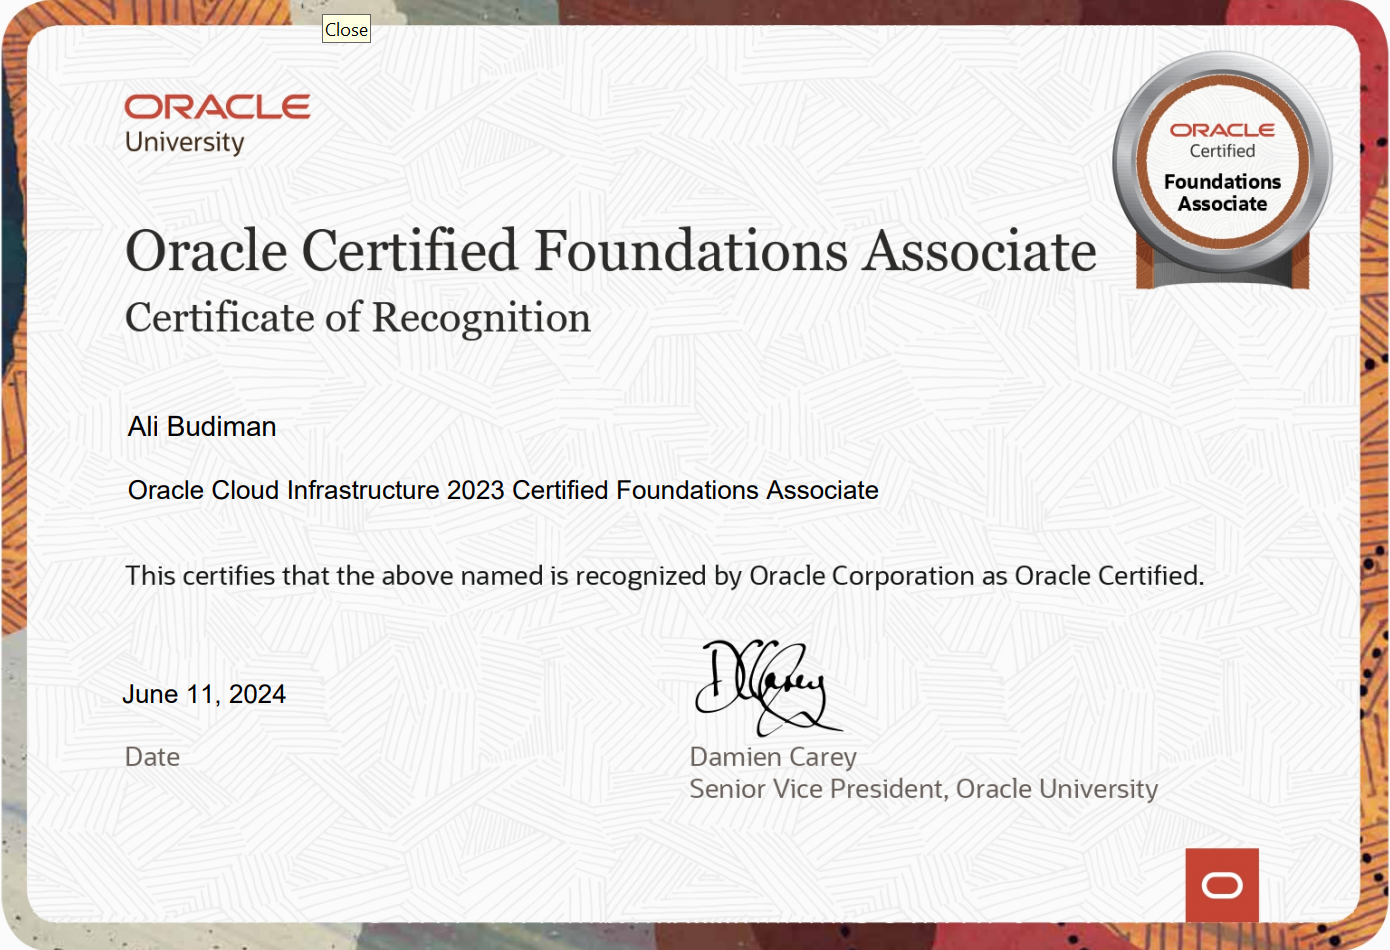 Close
ORACLE
University
ORACLE
Certified
Foundations
Associate
Oracle Certified Foundations Associate
Certificate of Recognition
Ali Budiman
Oracle Cloud Infrastructure 2023 Certified Foundations Associate
This certifies that the above named is recognized by Oracle Corporation as Oracle Certified.
June 11, 2024
Date
DCarey
Damien Carey
Senior Vice President, Oracle University